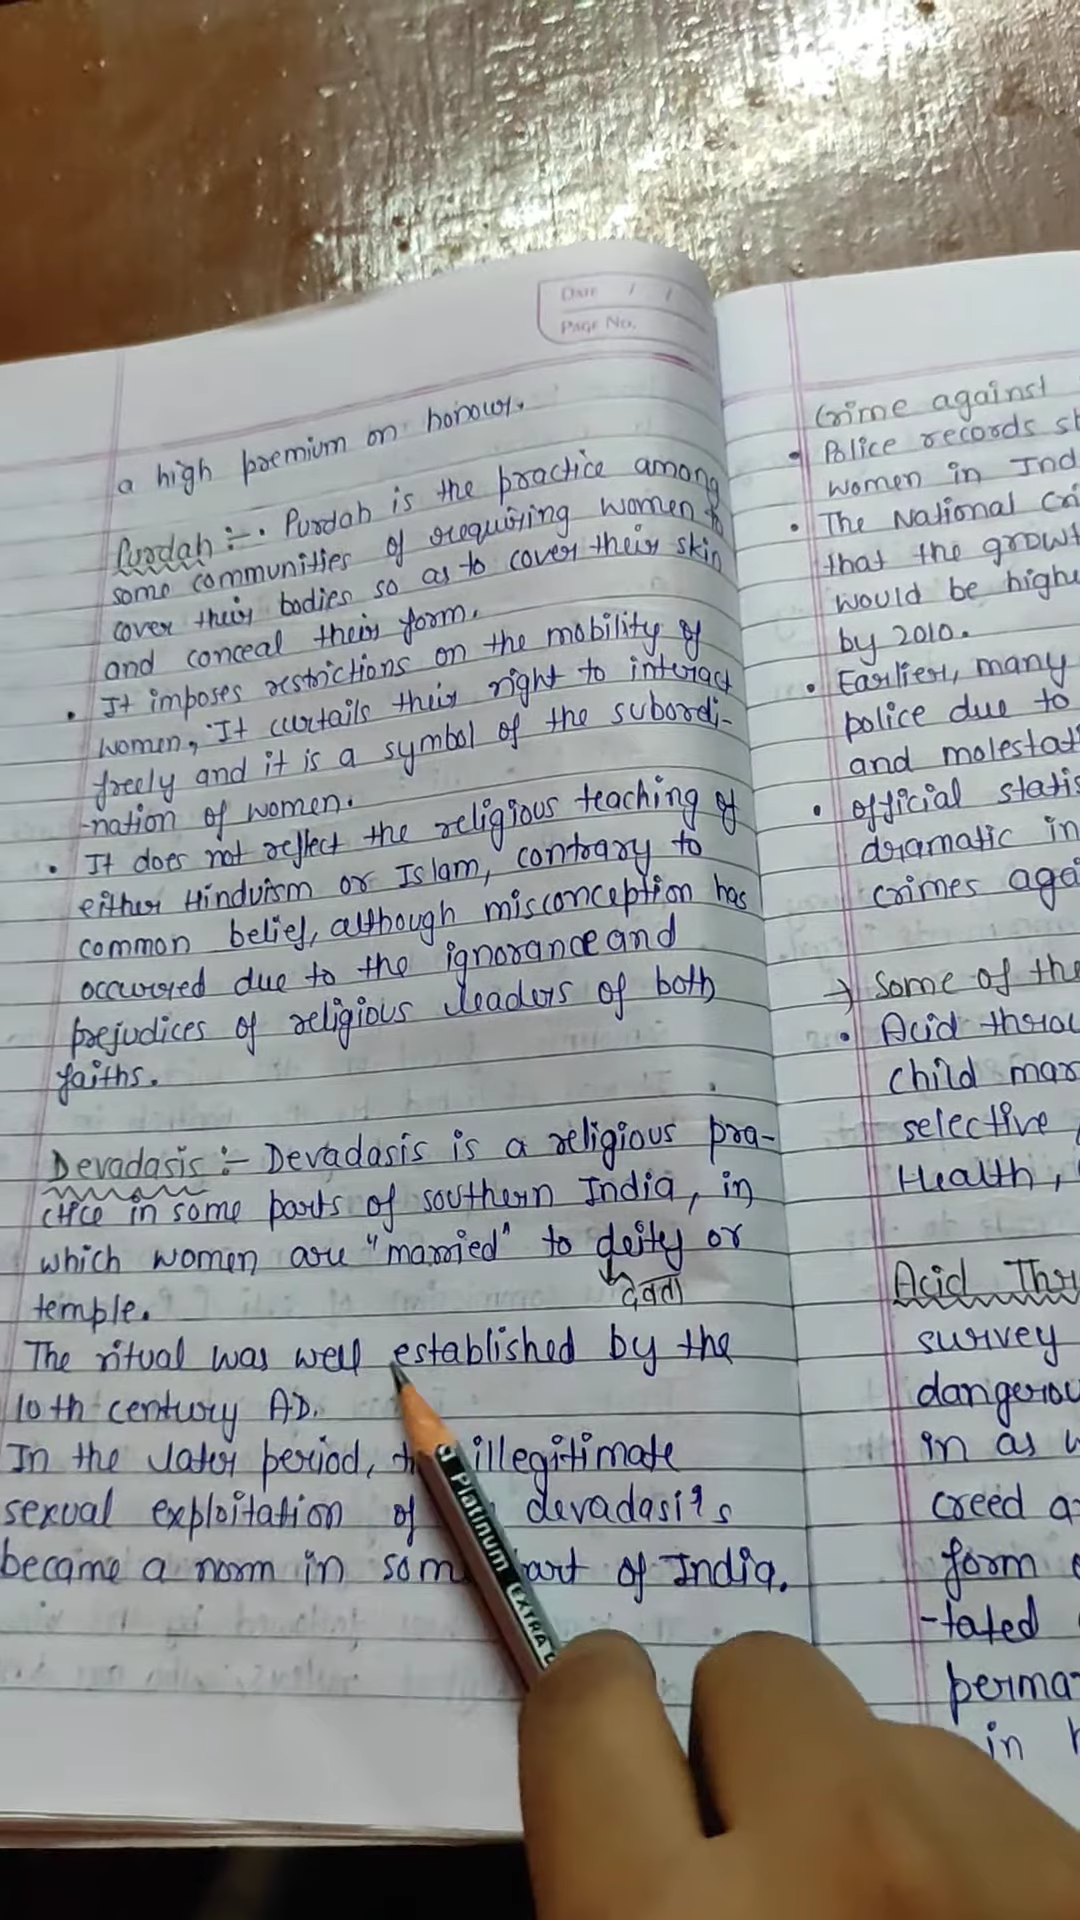 Date / /
Page No.
a high premium on honour.
Purdah :- • Purdah is the practice among
some communities of requiring women to
cover their bodies so as to cover their skin
and conceal their form.
• It imposes restrictions on the mobility of
women, It curtails their right to interact
freely and it is a symbol of the subordi-
-nation of women.
• It does not reflect the religious teaching of
either Hinduism or Islam, contrary to
common belief, although misconception has
occurred due to the ignorance and
prejudices of religious leaders of both
faiths.
Devadasis :- Devadasis is a religious pra-
ctice in some parts of southern India, in
which women are "married" to deity or
देवता
temple.
The ritual was well established by the
10th century AD.
In the later period, illegitimate
sexual exploitation of devadasi's
became a norm in som part of India.
Crime against
• Police records
women in Ind
• The National
that the growt
would be highe
by 2010.
• Earlier, many
police due to
and molestat
• official statis
dramatic in
crimes aga
→ Some of the
• Acid throw
child mar
selective
Health,
Acid Thr
survey
dangerou
in as
creed a
form
-tated
perma
in
Platinum EXTRA